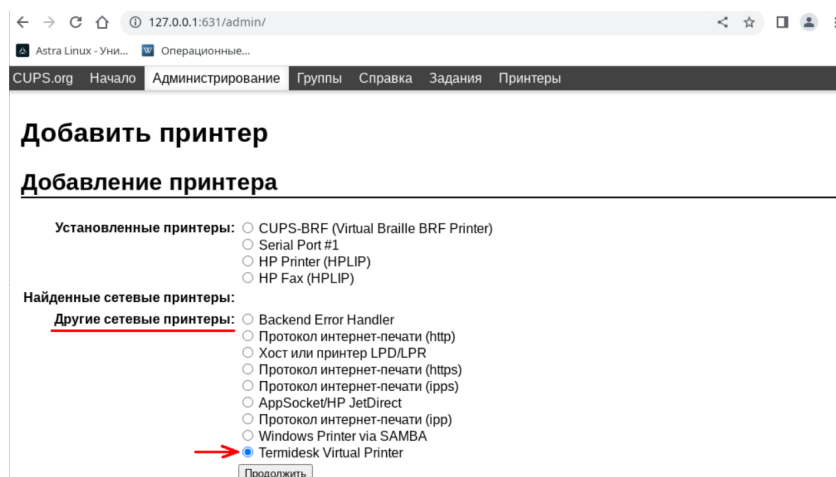 127.0.0.1:631/admin/
Astra Linux - Уни... Операционные...
CUPS.org Начало Администрирование Группы Справка Задания Принтеры
Добавить принтер
Добавление принтера
Установленные принтеры: CUPS-BRF (Virtual Braille BRF Printer)
Serial Port #1
HP Printer (HPLIP)
HP Fax (HPLIP)
Найденные сетевые принтеры:
Другие сетевые принтеры: Backend Error Handler
Протокол интернет-печати (http)
Хост или принтер LPD/LPR
Протокол интернет-печати (https)
Протокол интернет-печати (ipps)
AppSocket/HP JetDirect
Протокол интернет-печати (ipp)
Windows Printer via SAMBA
Termidesk Virtual Printer
Продолжить